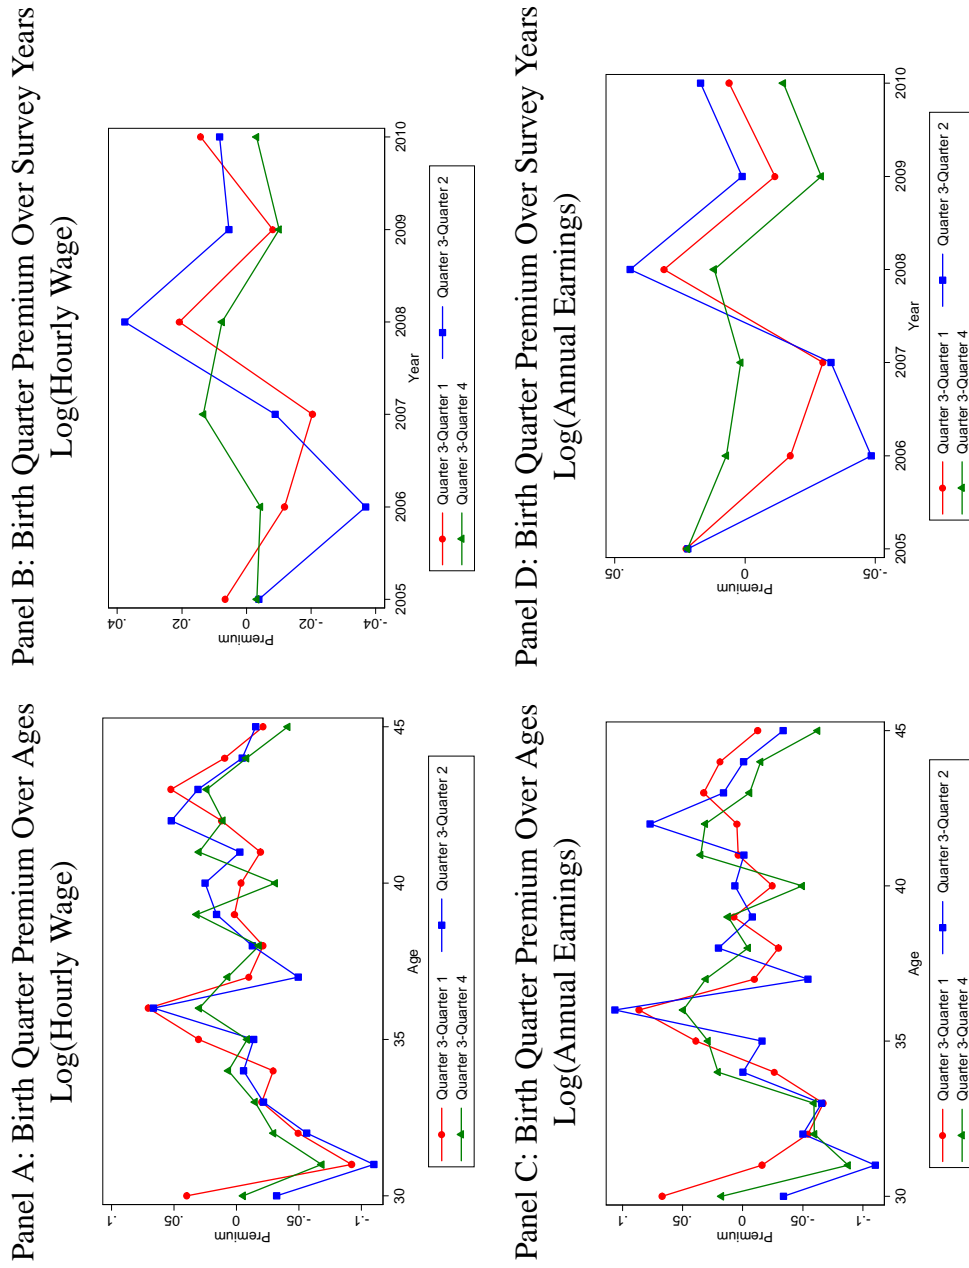 Panel A: Birth Quarter Premium Over Ages
Log(Hourly Wage)
.1
.05
0
-.05
-.1
Premium
30
35
40
45
Age
Quarter 3-Quarter 1
Quarter 3-Quarter 2
Quarter 3-Quarter 4
Panel B: Birth Quarter Premium Over Survey Years
Log(Hourly Wage)
.04
.02
0
-.02
-.04
Premium
2005
2006
2007
2008
2009
2010
Year
Quarter 3-Quarter 1
Quarter 3-Quarter 2
Quarter 3-Quarter 4
Panel C: Birth Quarter Premium Over Ages
Log(Annual Earnings)
.1
.05
0
-.05
-.1
Premium
30
35
40
45
Age
Quarter 3-Quarter 1
Quarter 3-Quarter 2
Quarter 3-Quarter 4
Panel D: Birth Quarter Premium Over Survey Years
Log(Annual Earnings)
.05
0
-.05
Premium
2005
2006
2007
2008
2009
2010
Year
Quarter 3-Quarter 1
Quarter 3-Quarter 2
Quarter 3-Quarter 4